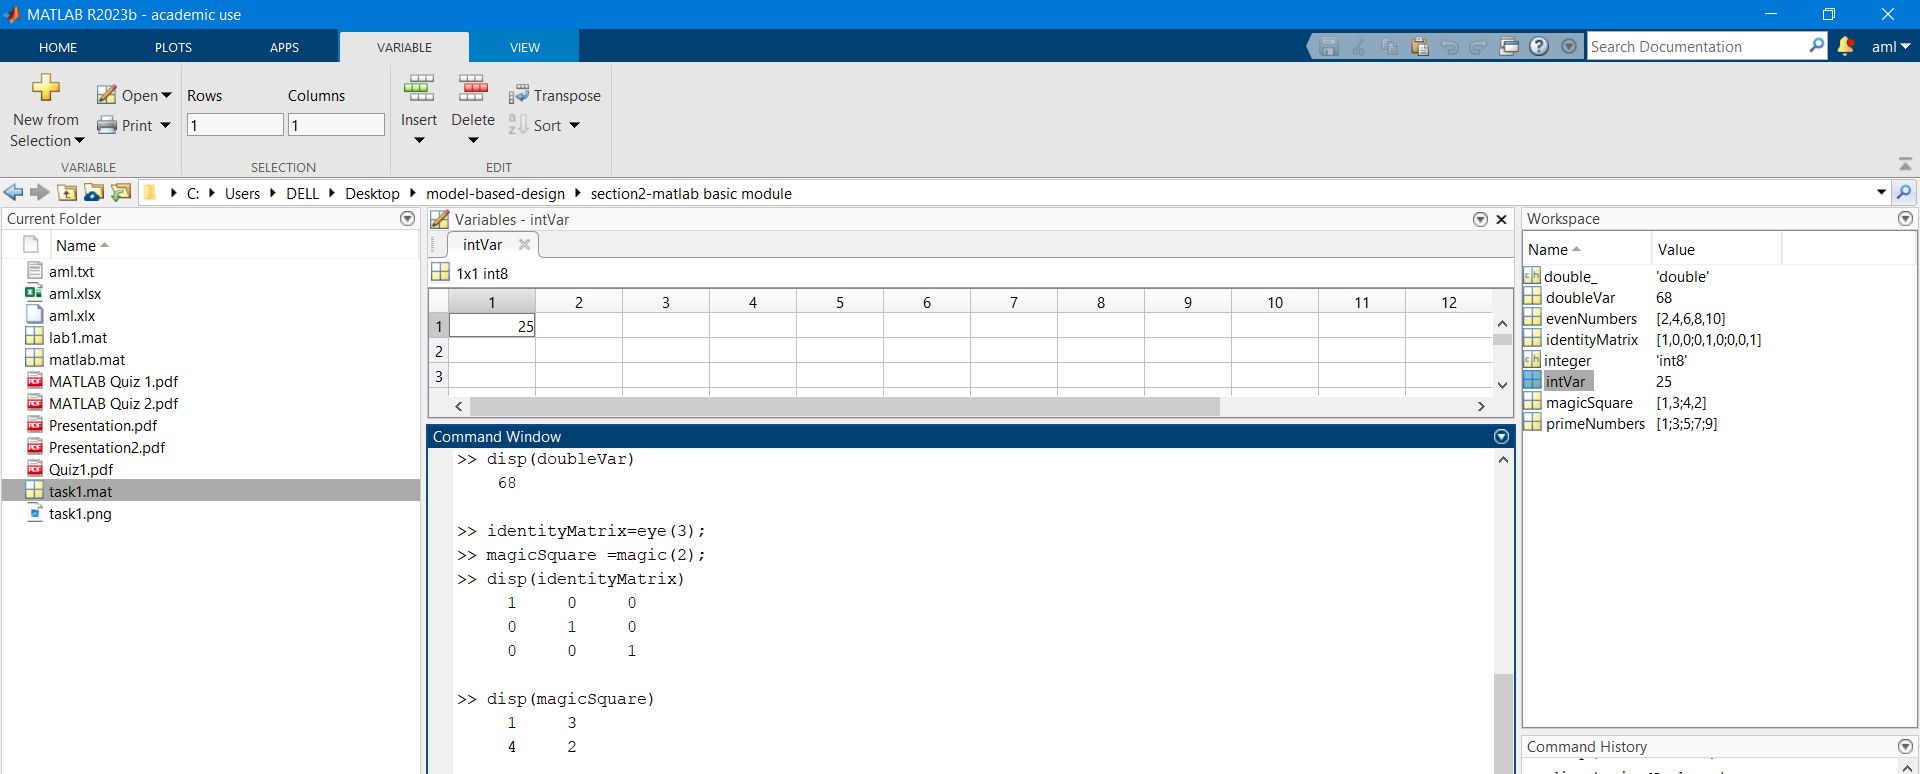 MATLAB R2023b - academic use
HOME PLOTS APPS VARIABLE VIEW
Search Documentation
aml
New from Selection
Open
Print
VARIABLE
Rows Columns
1 1
SELECTION
Insert
Delete
Transpose
Sort
EDIT
C: Users DELL Desktop model-based-design section2-matlab basic module
Current Folder
Name
aml.txt
aml.xlsx
aml.xlx
lab1.mat
matlab.mat
MATLAB Quiz 1.pdf
MATLAB Quiz 2.pdf
Presentation.pdf
Presentation2.pdf
Quiz1.pdf
task1.mat
task1.png
Variables - intVar
intVar
1x1 int8
1 2 3 4 5 6 7 8 9 10 11 12
1 25
2
3
Command Window
>> disp(doubleVar)
68
>> identityMatrix=eye(3);
>> magicSquare =magic(2);
>> disp(identityMatrix)
1 0 0
0 1 0
0 0 1
>> disp(magicSquare)
1 3
4 2
Workspace
Name Value
double_ 'double'
doubleVar 68
evenNumbers [2,4,6,8,10]
identityMatrix [1,0,0;0,1,0;0,0,1]
integer 'int8'
intVar 25
magicSquare [1,3;4,2]
primeNumbers [1;3;5;7;9]
Command History